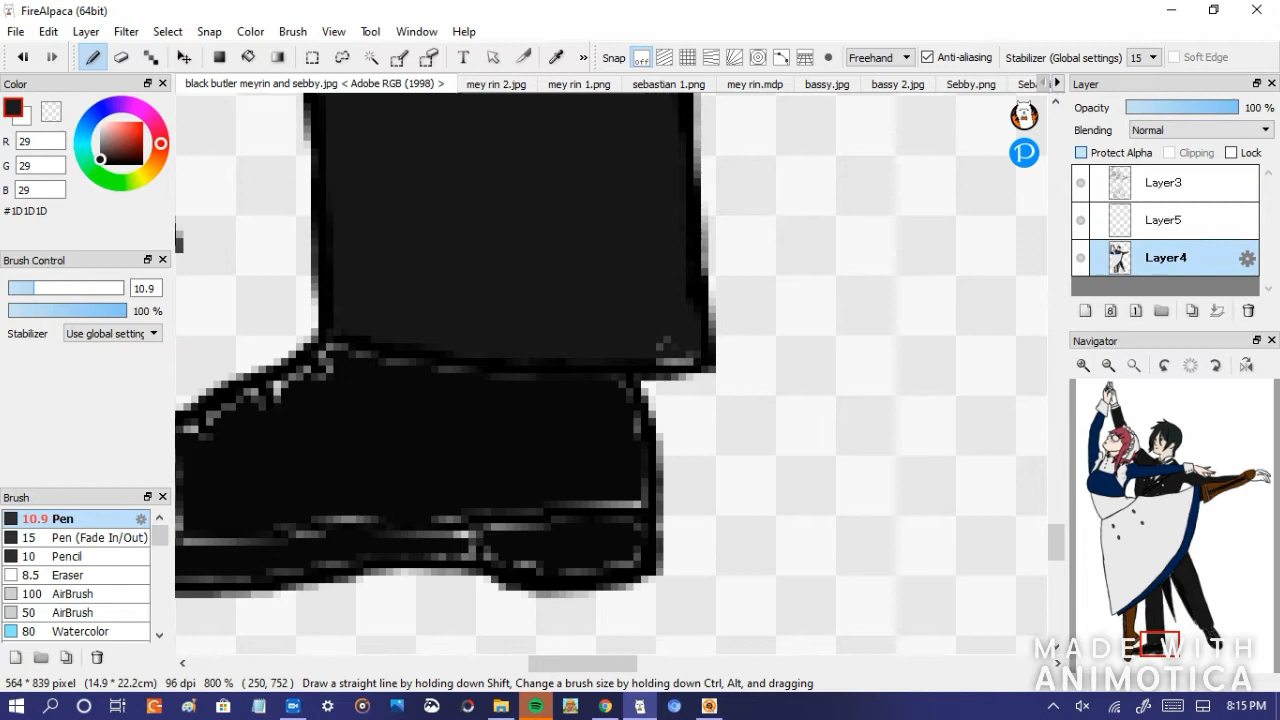 FireAlpaca (64bit)
File Edit Layer Filter Select Snap Color Brush View Tool Window Help
Snap off Freehand Anti-aliasing Stabilizer (Global settings) 15 Soft Edge
Color
black butler meyrin and sebby.jpg < Adobe RGB (1998) > mey rin 2.jpg mey rin 1.png sebastian 1.png mey rin.mdp bassy.jpg bassy 2.jpg Sebby.png
Layer
Opacity 100 %
R 29
Blending Normal
G 29
Protect Alpha Clipping Lock
B 29
Layer3
#1D1D1D
Layer5
Brush Control
Layer4
10.9
100 %
Stabilizer Use global setting
Navigator
Brush
10.9 Pen
15 Pen (Fade In/Out)
10 Pencil
8.5 Eraser
100 AirBrush
50 AirBrush
80 Watercolor
MADE WITH
ANIMOTICA
564 * 839 pixel (14.9 * 22.2cm) 96 dpi 800 % ( 250, 752 ) Draw a straight line by holding down Shift, Change a brush size by holding down Ctrl, Alt, and dragging
8:15 PM